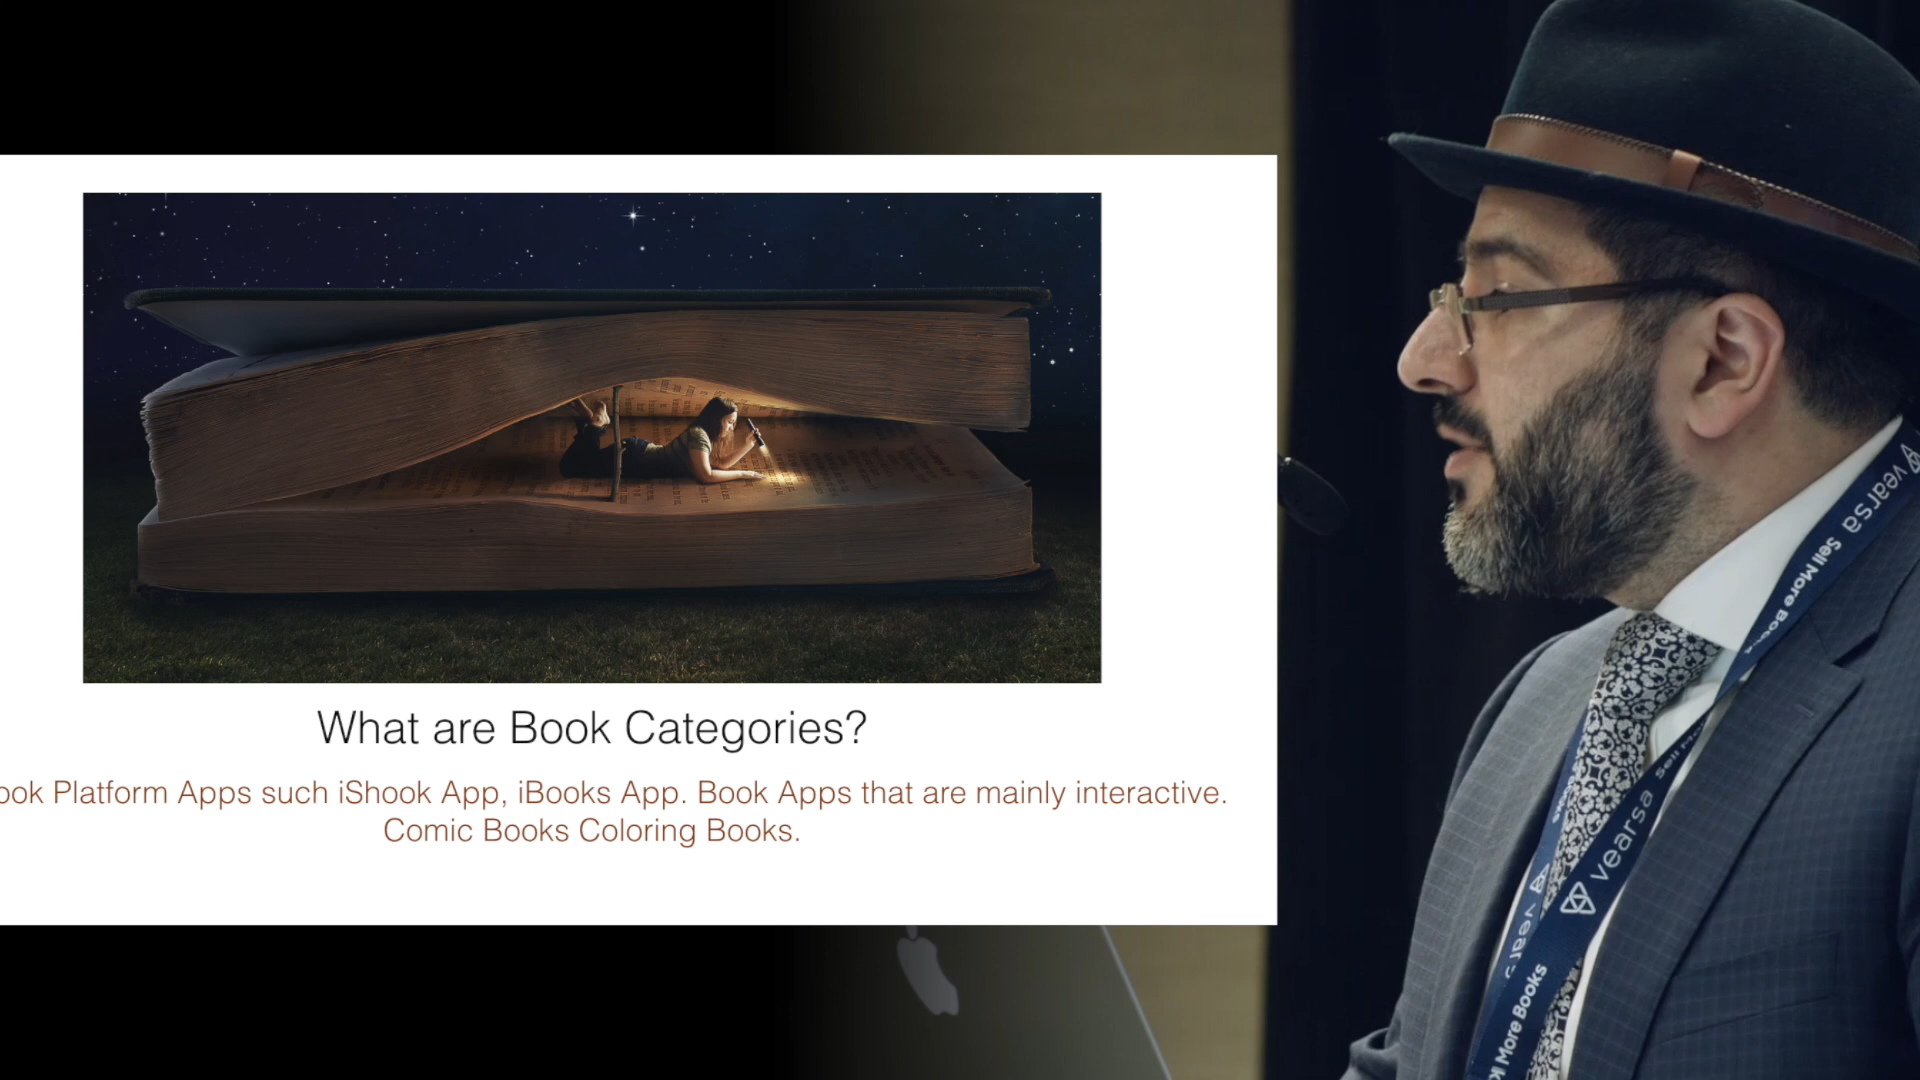 What are Book Categories?
ook Platform Apps such iShook App, iBooks App. Book Apps that are mainly interactive.
Comic Books Coloring Books.
vearsa
Sell More Books
Sell Mo
vearsa
More Books